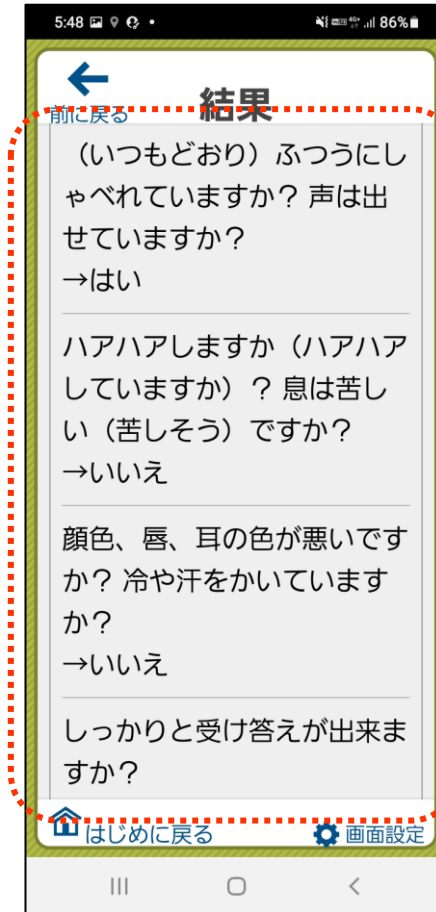 5:48 86%
前に戻る
結果
（いつもどおり）ふつうにし
ゃべれていますか？ 声は出
せていますか？
→はい
ハアハアしますか（ハアハア
していますか）？ 息は苦し
い（苦しそう）ですか？
→いいえ
顔色、唇、耳の色が悪いです
か？ 冷や汗をかいています
か？
→いいえ
しっかりと受け答えが出来ま
すか？
はじめに戻る 画面設定